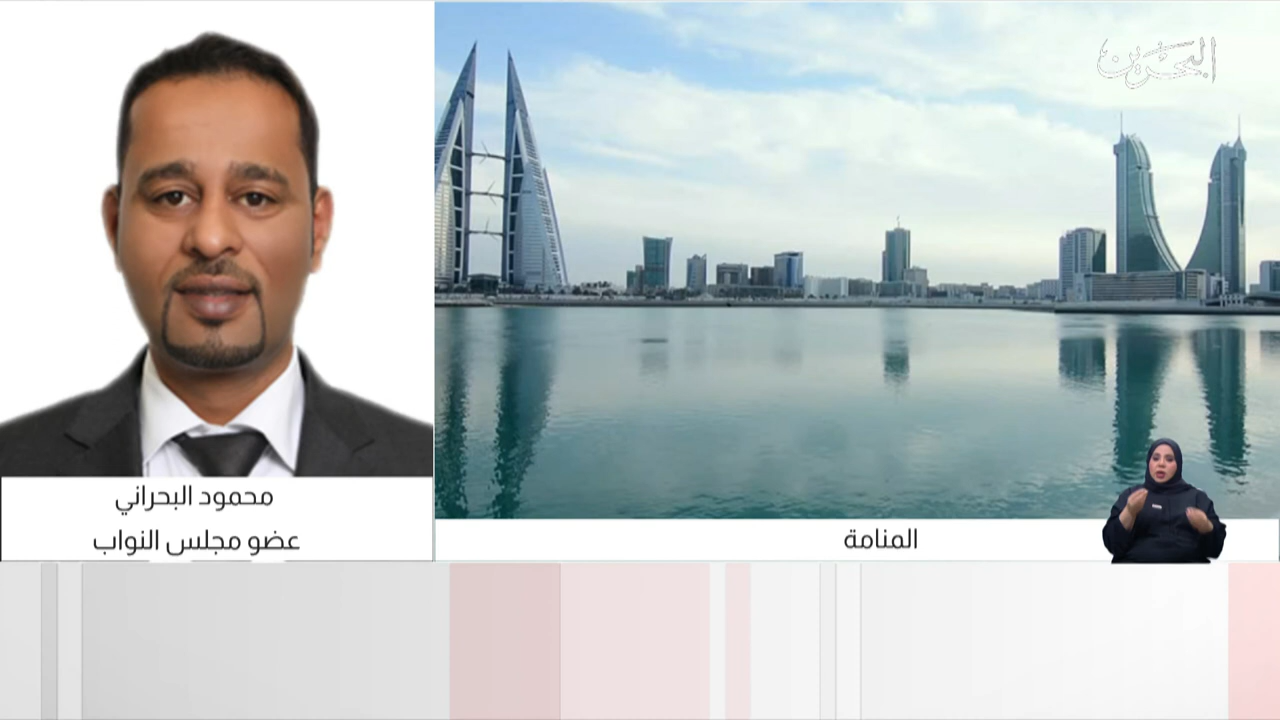 البحرين
محمود البحراني
عضو مجلس النواب
المنامة